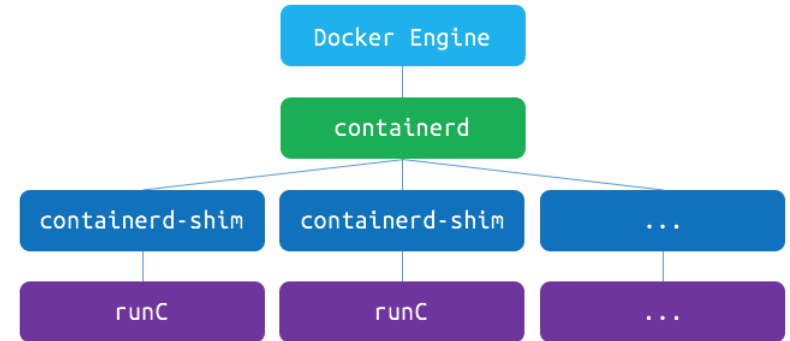 Docker Engine
containerd
containerd-shim
containerd-shim
...
runC
runC
...